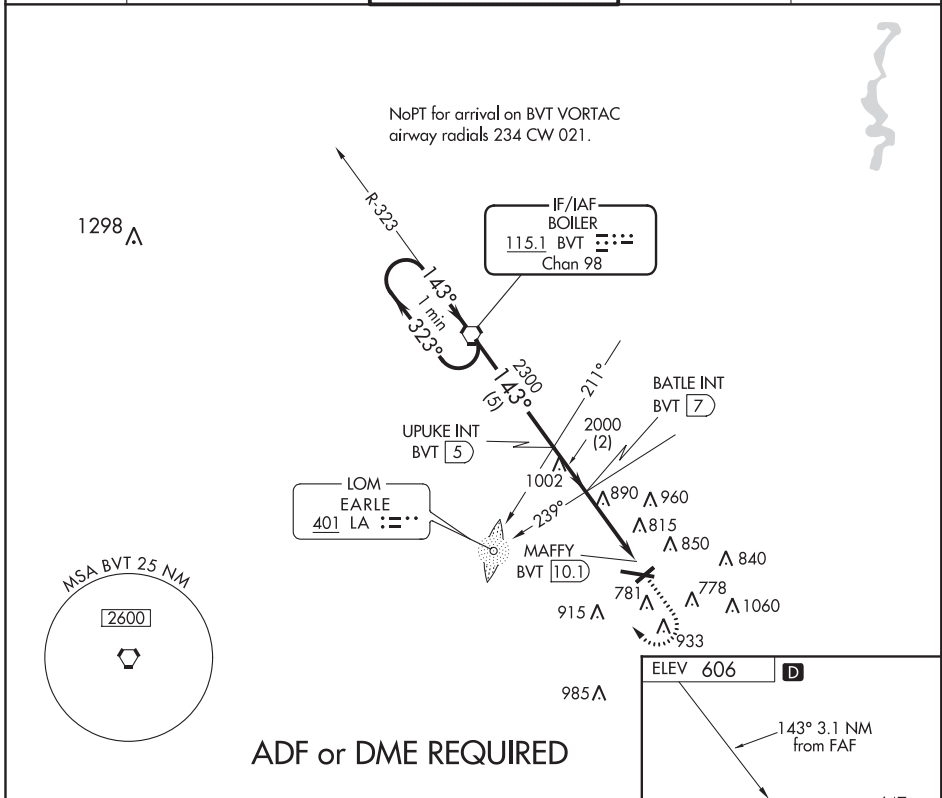 NoPT for arrival on BVT VORTAC
airway radials 234 CW 021.
R-323
1298
IF/IAF
BOILER
115.1 BVT
Chan 98
143°
1 min
323°
2300
143°
(5)
211°
BATLE INT
BVT 7
2000
(2)
UPUKE INT
BVT 5
1002
LOM
EARLE
401 LA
239°
890
960
815
850
840
MAFFY
BVT 10.1
781
778
1060
915
933
MSA BVT 25 NM
2600
985
ELEV 606
D
143° 3.1 NM
from FAF
ADF or DME REQUIRED